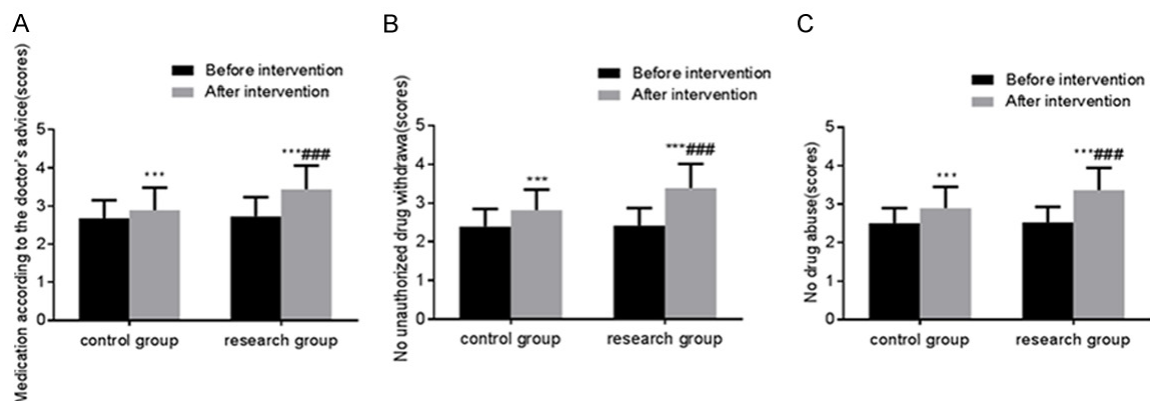 A
Medication according to the doctor's advice(scores)
Before intervention
After intervention
5
4
3
2
1
0
***
***###
control group
research group
B
No unauthorized drug withdrawa(scores)
Before intervention
After intervention
5
4
3
2
1
0
***
***###
control group
research group
C
No drug abuse(scores)
Before intervention
After intervention
5
4
3
2
1
0
***
***###
control group
research group